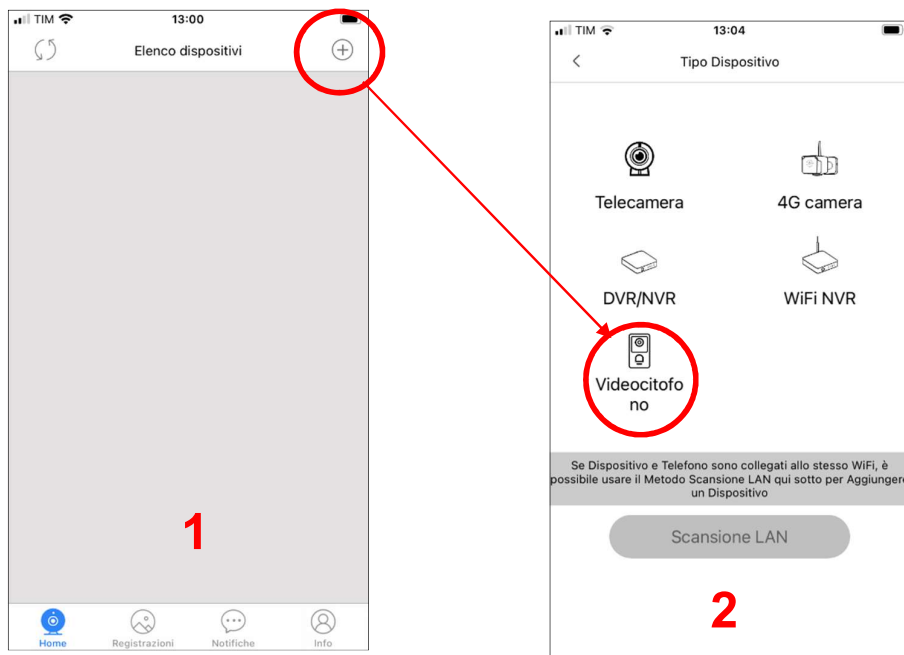 TIM 13:00
Elenco dispositivi
1
Home Registrazioni Notifiche Info
TIM 13:04
Tipo Dispositivo
Telecamera 4G camera
DVR/NVR WiFi NVR
Videocitofo
no
Se Dispositivo e Telefono sono collegati allo stesso WiFi, è
possibile usare il Metodo Scansione LAN qui sotto per Aggiungere
un Dispositivo
Scansione LAN
2